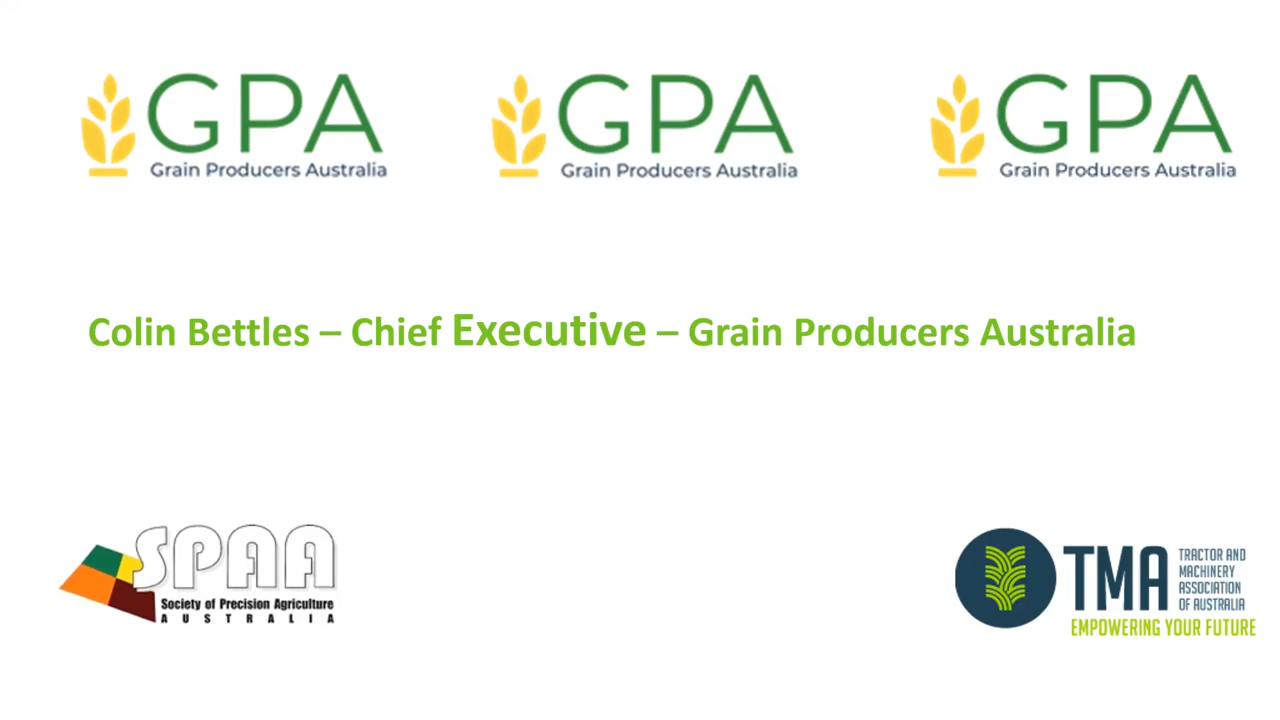 GPA
Grain Producers Australia
GPA
Grain Producers Australia
GPA
Grain Producers Australia
Colin Bettles – Chief Executive – Grain Producers Australia
SPAA
Society of Precision Agriculture
AUSTRALIA
TMA
TRACTOR AND
MACHINERY
ASSOCIATION
OF AUSTRALIA
EMPOWERING YOUR FUTURE